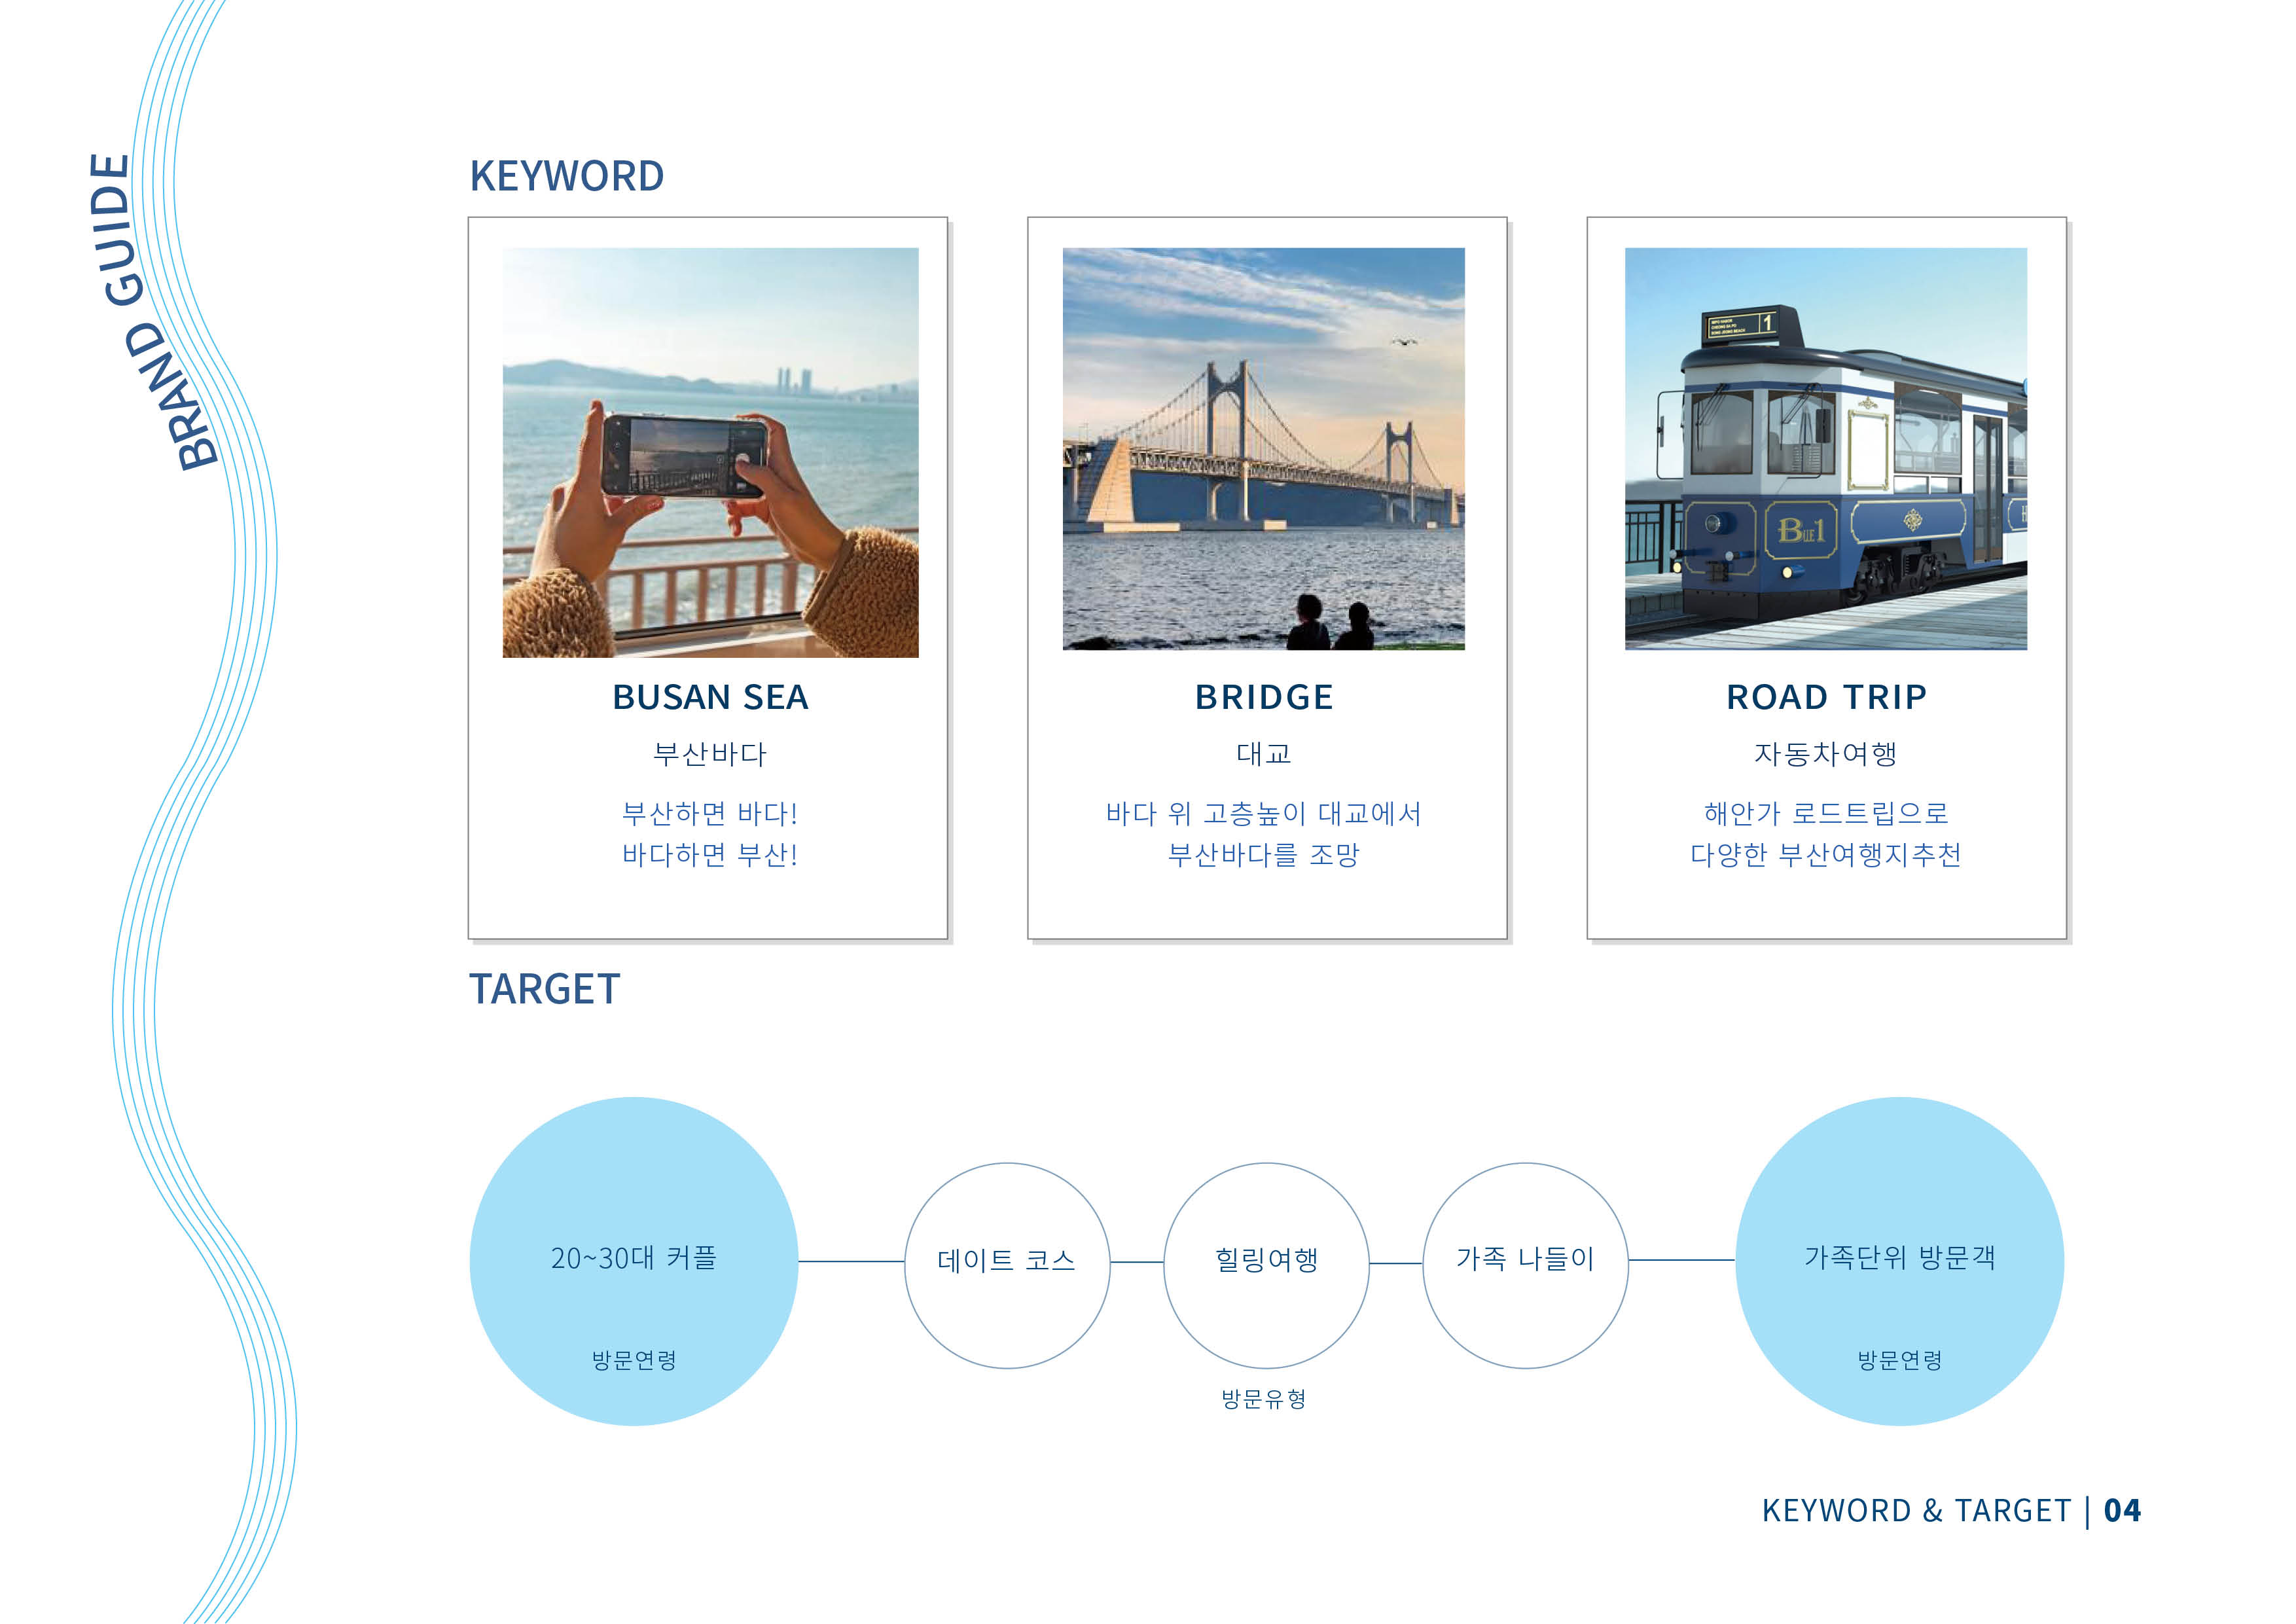 BRAND GUIDE
KEYWORD
1
Bue1
BUSAN SEA
부산바다
부산하면 바다!
바다하면 부산!
BRIDGE
대교
바다 위 고층높이 대교에서
부산바다를 조망
ROAD TRIP
자동차여행
해안가 로드트립으로
다양한 부산여행지추천
TARGET
20~30대 커플
방문연령
데이트 코스
힐링여행
방문유형
가족 나들이
가족단위 방문객
방문연령
KEYWORD & TARGET | 04